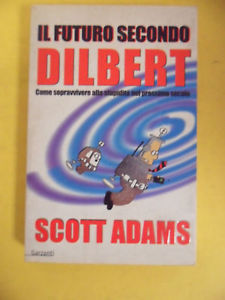 IL FUTURO SECONDO
DILBERT
Come sopravvivere alla stupidità nel prossimo secolo
SCOTT ADAMS
Garzanti